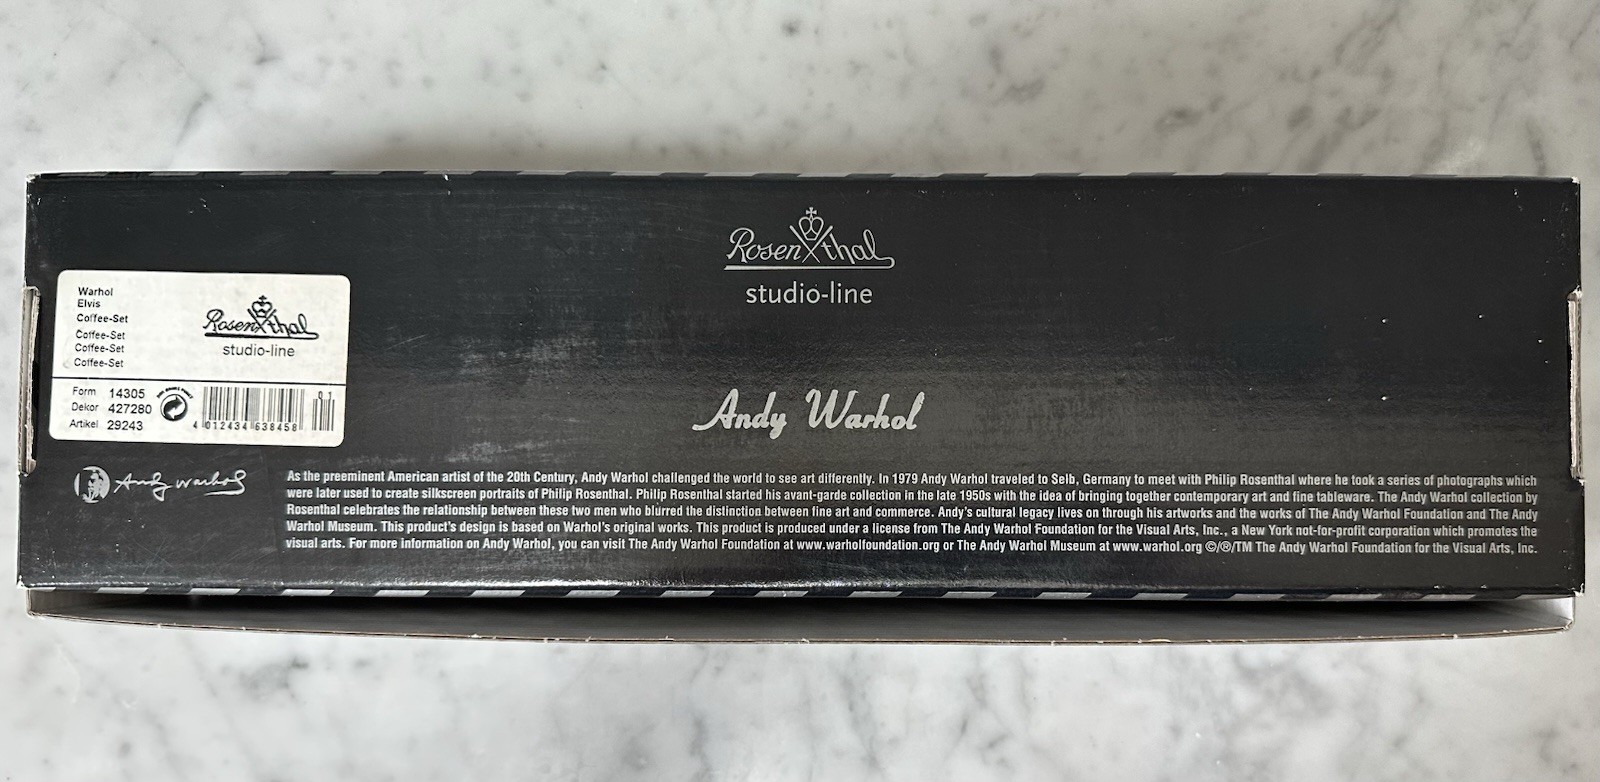 Rosenthal
studio-line
Warhol
Elvis
Coffee-Set
Coffee-Set
Coffee-Set
Coffee-Set
Rosenthal
studio-line
Form 14305
Dekor 427280
Artikel 29243
01
4 012434 638458
Andy Warhol
Andy Warhol
As the preeminent American artist of the 20th Century, Andy Warhol challenged the world to see art differently. In 1979 Andy Warhol traveled to Selb, Germany to meet with Philip Rosenthal where he took a series of photographs which
were later used to create silkscreen portraits of Philip Rosenthal. Philip Rosenthal started his avant-garde collection in the late 1950s with the idea of bringing together contemporary art and fine tableware. The Andy Warhol collection by
Rosenthal celebrates the relationship between these two men who blurred the distinction between fine art and commerce. Andy's cultural legacy lives on through his artworks and the works of The Andy Warhol Foundation and The Andy
Warhol Museum. This product's design is based on Warhol's original works. This product is produced under a license from The Andy Warhol Foundation for the Visual Arts, Inc., a New York not-for-profit corporation which promotes the
visual arts. For more information on Andy Warhol, you can visit The Andy Warhol Foundation at www.warholfoundation.org or The Andy Warhol Museum at www.warhol.org ©/®/TM The Andy Warhol Foundation for the Visual Arts, Inc.